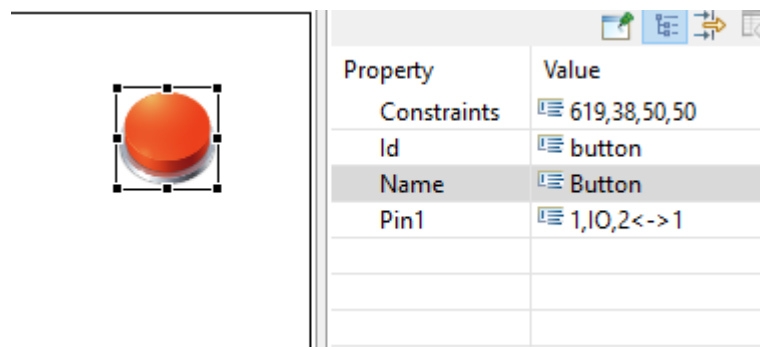 Property Value
Constraints 619,38,50,50
Id button
Name Button
Pin1 1,IO,2<->1